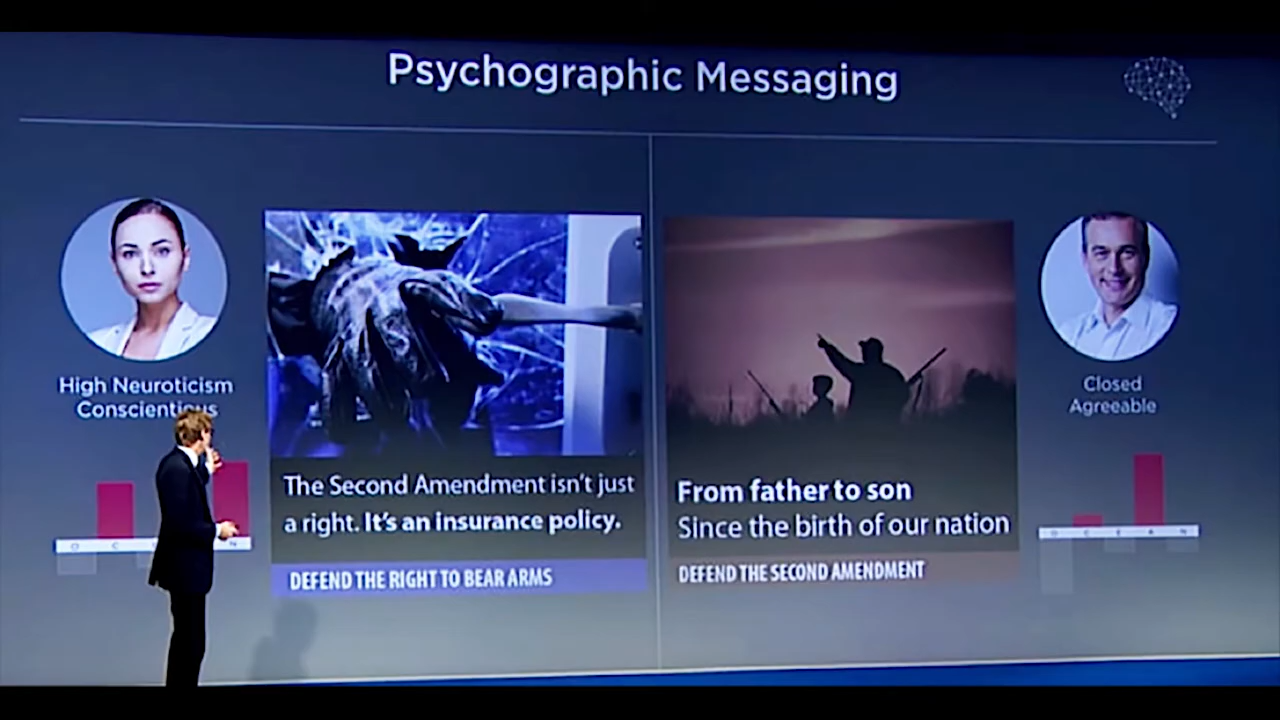 Psychographic Messaging
High Neuroticism
Conscientious
The Second Amendment isn't just
a right. It's an insurance policy.
DEFEND THE RIGHT TO BEAR ARMS
From father to son
Since the birth of our nation
DEFEND THE SECOND AMENDMENT
Closed
Agreeable
O C N
O C E A N